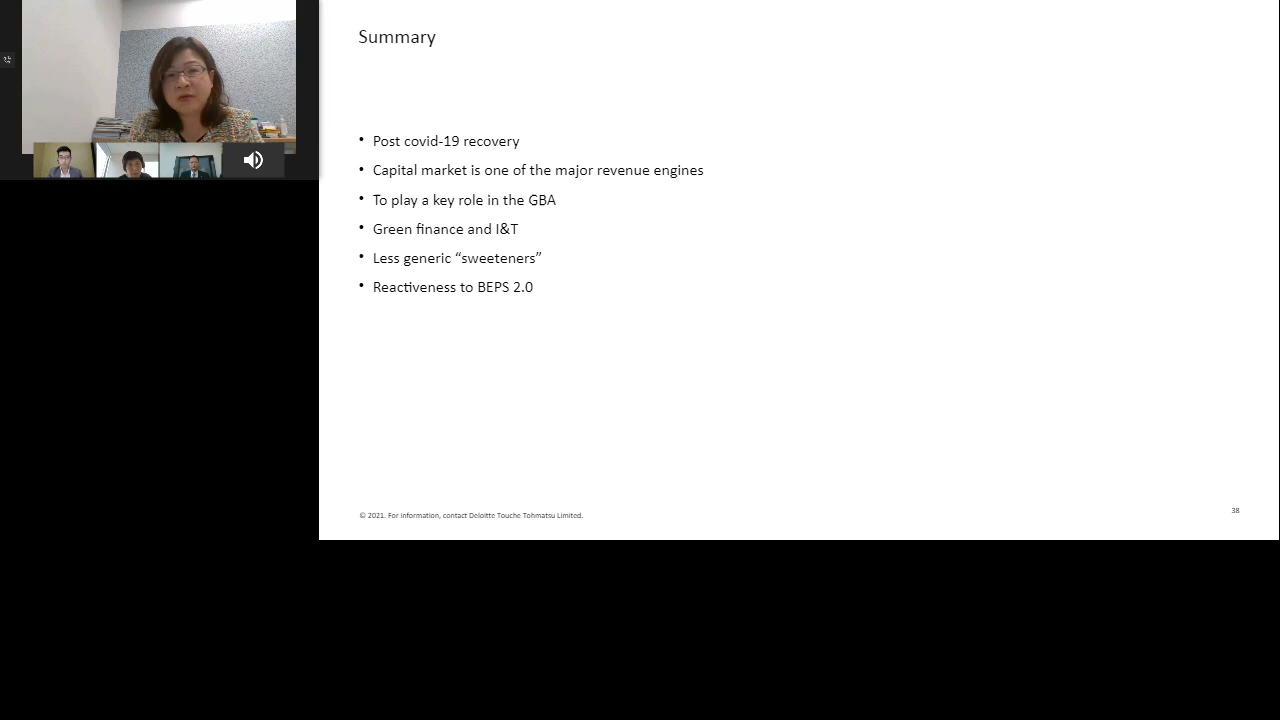 Summary
• Post covid-19 recovery
• Capital market is one of the major revenue engines
• To play a key role in the GBA
• Green finance and I&T
• Less generic “sweeteners”
• Reactiveness to BEPS 2.0
© 2021. For information, contact Deloitte Touche Tohmatsu Limited.
38